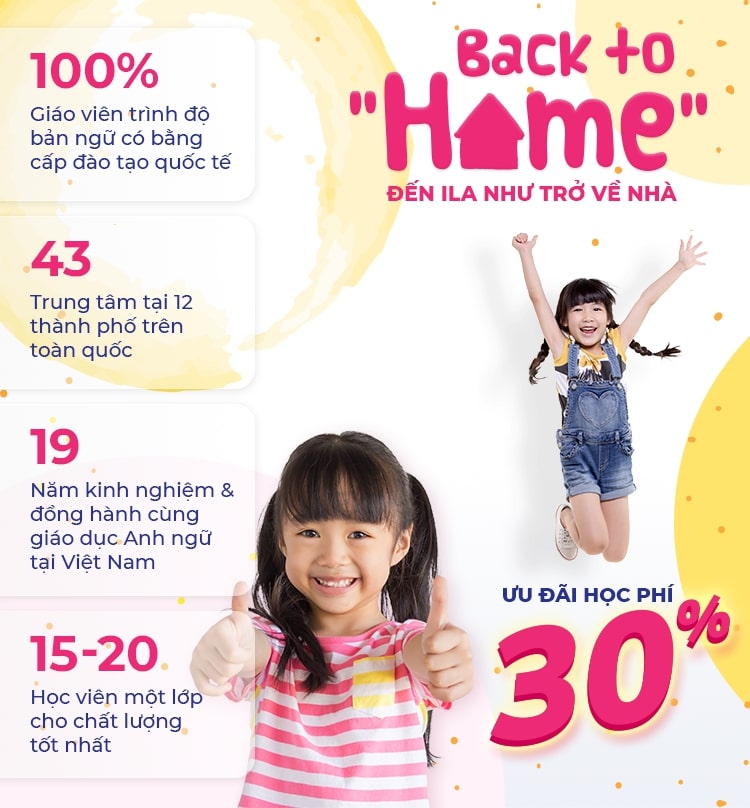 Back to
"Home"
ĐẾN ILA NHƯ TRỞ VỀ NHÀ
100%
Giáo viên trình độ
bản ngữ có bằng
cấp đào tạo quốc tế
43
Trung tâm tại 12
thành phố trên
toàn quốc
19
Năm kinh nghiệm &
đồng hành cùng
giáo dục Anh ngữ
tại Việt Nam
15-20
Học viên một lớp
cho chất lượng
tốt nhất
ƯU ĐÃI HỌC PHÍ
30%